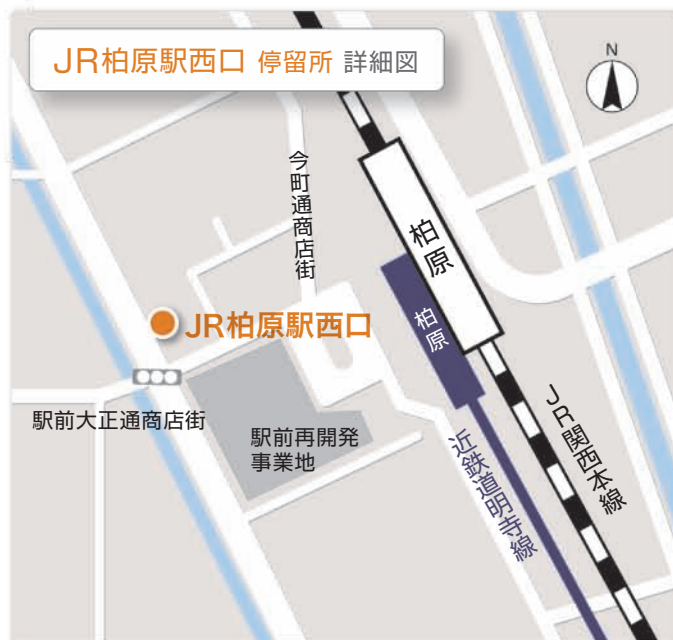 JR柏原駅西口 停留所 詳細図
N
今町通商店街
柏原
柏原
JR柏原駅西口
駅前大正通商店街
駅前再開発
事業地
近鉄道明寺線
JR関西本線